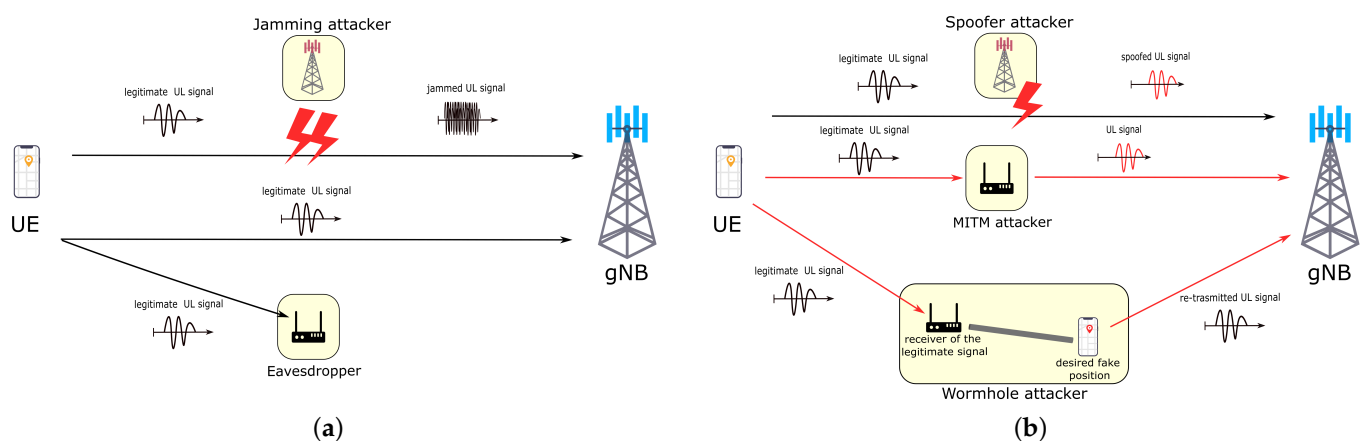 Jamming attacker
legitimate UL signal
jammed UL signal
UE
legitimate UL signal
gNB
legitimate UL signal
Eavesdropper
(a)
Spoofer attacker
legitimate UL signal
spoofed UL signal
legitimate UL signal
UL signal
UE
MITM attacker
gNB
legitimate UL signal
re-trasmitted UL signal
receiver of the
legitimate signal
desired fake
position
Wormhole attacker
(b)